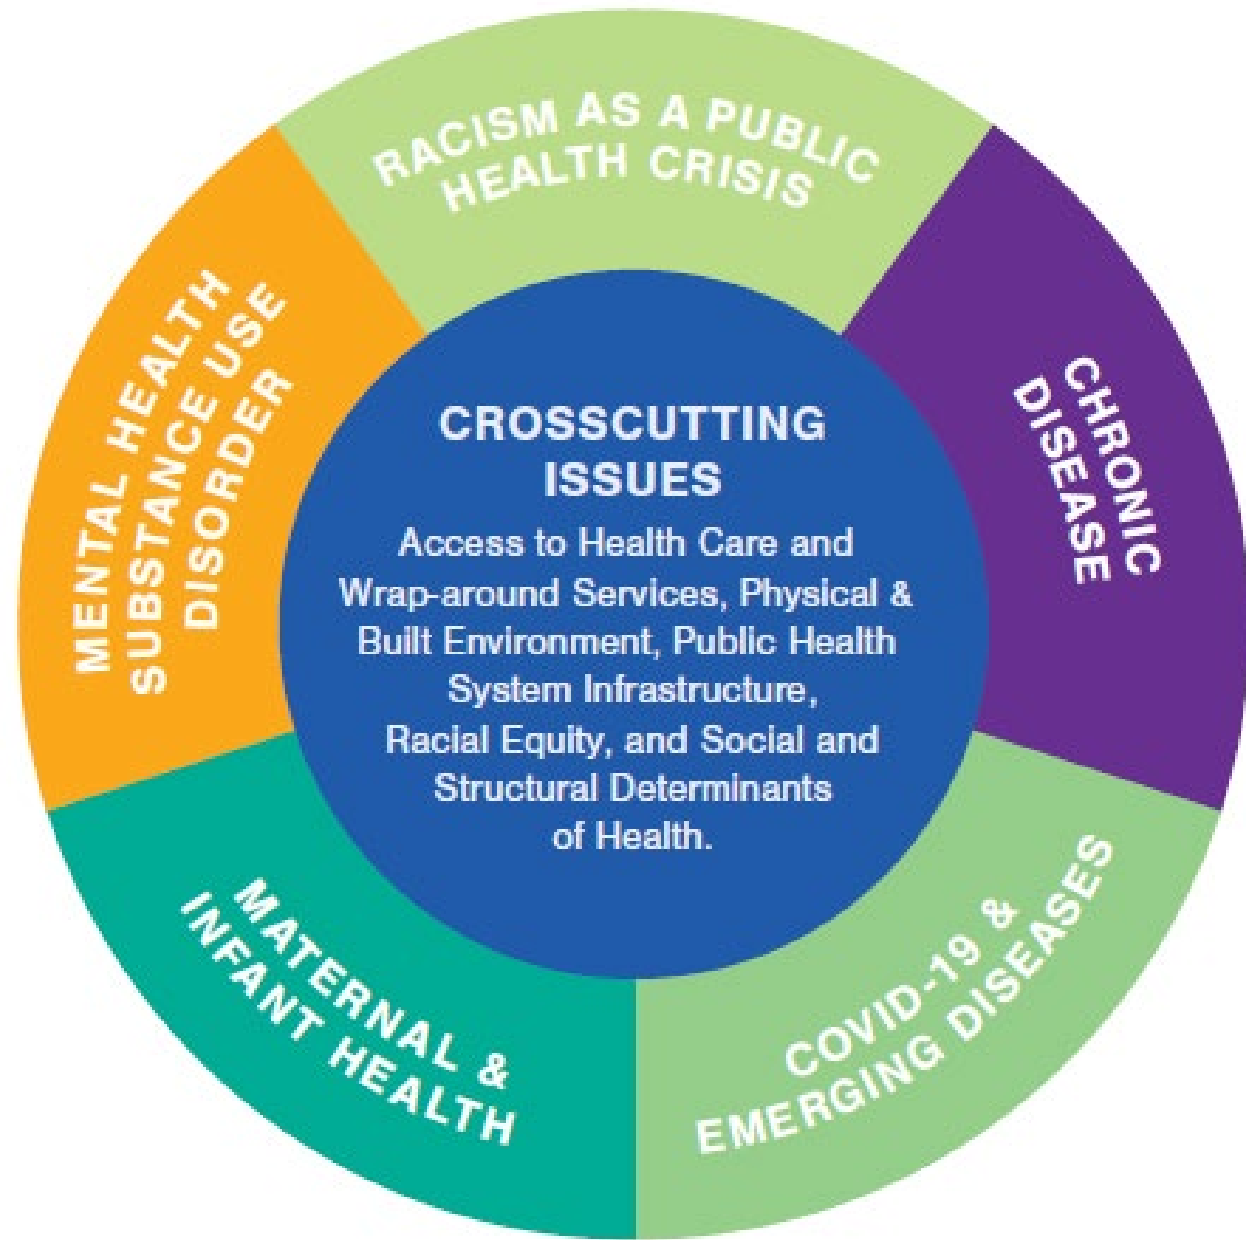 RACISM AS A PUBLIC
HEALTH CRISIS
CHRONIC
DISEASE
COVID-19 &
EMERGING DISEASES
MATERNAL &
INFANT HEALTH
MENTAL HEALTH
SUBSTANCE USE
DISORDER
CROSSCUTTING
ISSUES
Access to Health Care and
Wrap-around Services, Physical &
Built Environment, Public Health
System Infrastructure,
Racial Equity, and Social and
Structural Determinants
of Health.